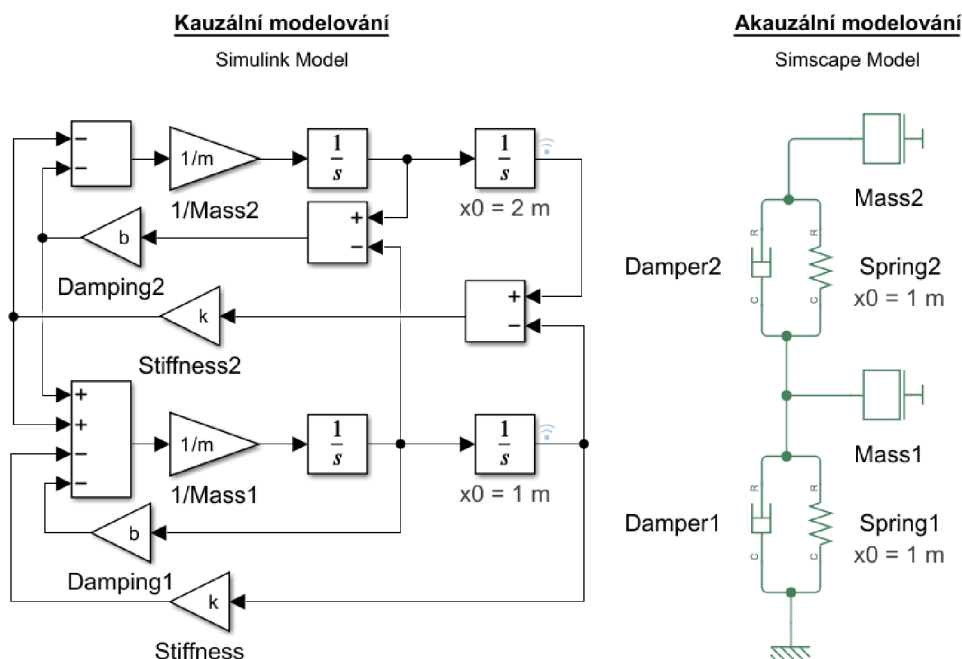 Kauzální modelování
Simulink Model
−
−
1/m
1/Mass2
1
s
1
s
x0 = 2 m
+
−
b
Damping2
+
−
k
Stiffness2
+
+
−
−
1/m
1/Mass1
1
s
1
s
x0 = 1 m
b
Damping1
k
Stiffness
Akauzální modelování
Simscape Model
Mass2
R
R
Damper2
Spring2
x0 = 1 m
C
C
Mass1
R
R
Damper1
Spring1
x0 = 1 m
C
C